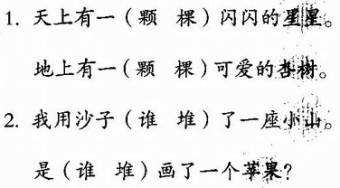 1. 天上有一（颗 棵）闪闪的星星。
地上有一（颗 棵）可爱的杏树。
2. 我用沙子（谁 堆）了一座小山。
是（谁 堆）画了一个苹果?